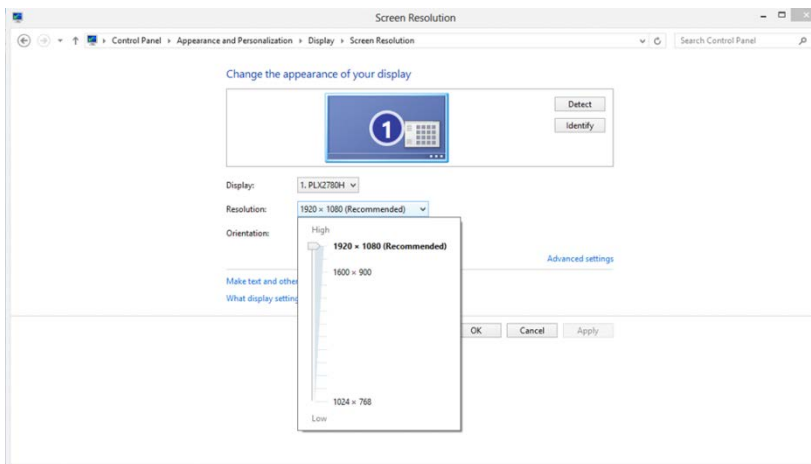 Screen Resolution
Control Panel Appearance and Personalization Display Screen Resolution
Search Control Panel
Change the appearance of your display
1
Detect
Identify
Display: 1. PLX2780H
Resolution: 1920 × 1080 (Recommended)
Orientation:
High
1920 × 1080 (Recommended)
1600 × 900
Advanced settings
Make text and other
What display setting
OK Cancel Apply
1024 × 768
Low